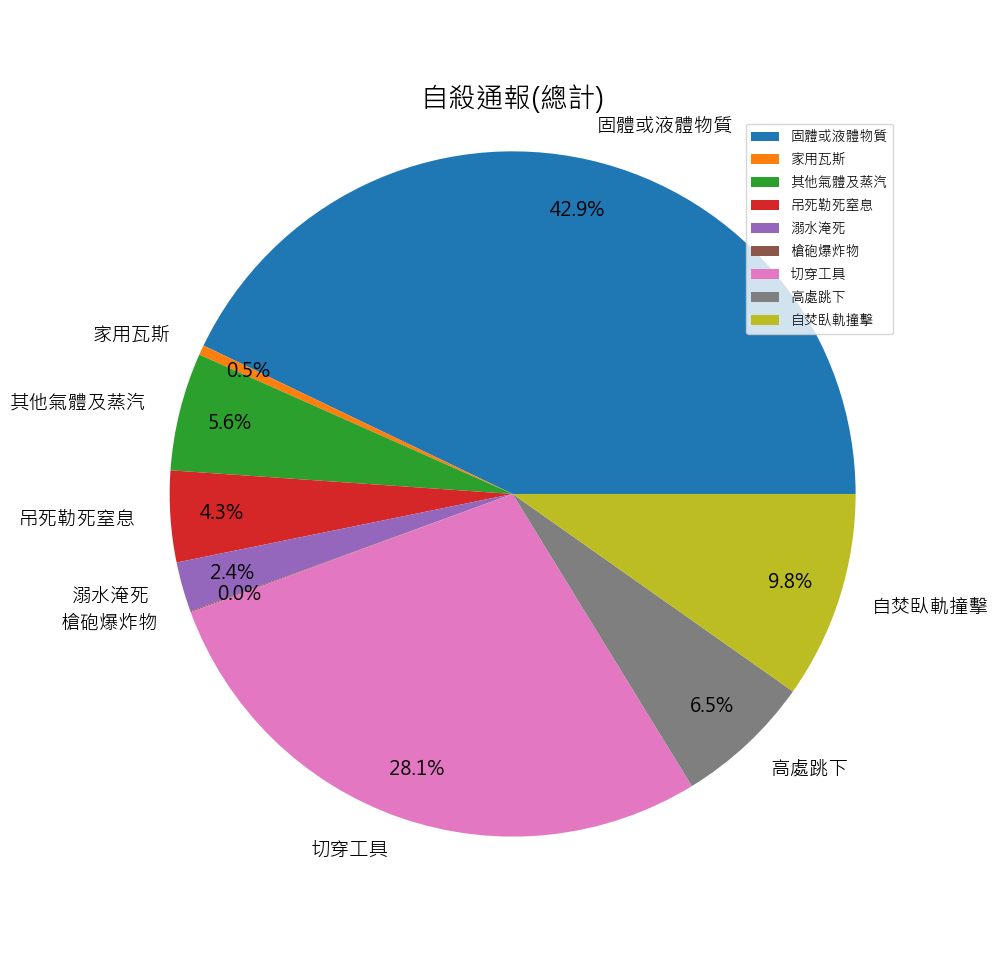 自殺通報(總計)
固體或液體物質
固體或液體物質
家用瓦斯
其他氣體及蒸汽
吊死勒死窒息
溺水淹死
槍砲爆炸物
切穿工具
高處跳下
自焚臥軌撞擊
42.9%
家用瓦斯
0.5%
其他氣體及蒸汽
5.6%
吊死勒死窒息
4.3%
溺水淹死
2.4%
槍砲爆炸物
0.0%
切穿工具
28.1%
高處跳下
6.5%
自焚臥軌撞擊
9.8%